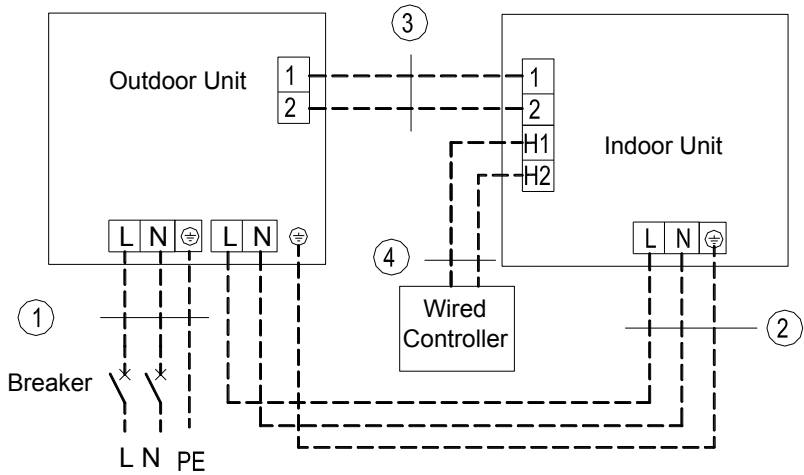 3
Outdoor Unit
1
2
1
2
H1
H2
Indoor Unit
L N
L N
L N
4
1
Wired
Controller
2
Breaker
L N PE